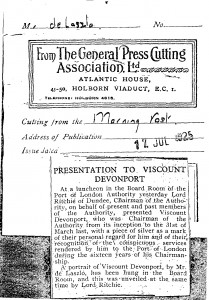 M r. de Laszlo No.
From The General Press Cutting
Association, Ltd.
ATLANTIC HOUSE,
45-50, HOLBORN VIADUCT, E.C. 1.
TELEPHONE: HOLBORN 4815.
Cutting from the Morning Post
Address of Publication
Issue dated 17 JUL 1925
PRESENTATION TO VISCOUNT
DEVONPORT
At a luncheon in the Board Room of the
Port of London Authority yesterday Lord
Ritchie of Dundee, Chairman of the Autho-
rity, on behalf of present and past members
of the Authority, presented Viscount
Devonport, who was Chairman of the
Authority from its inception to the 31st of
March last, with a piece of silver as a mark
of their personal regard for him and of their
recognition of the conspicuous services
rendered by him to the Port of London
during the sixteen years of his Chairman-
ship.
A portrait of Viscount Devonport, by Mr.
de Laszlo, has been hung in the Board
Room, and this was unveiled at the same
time by Lord Ritchie.